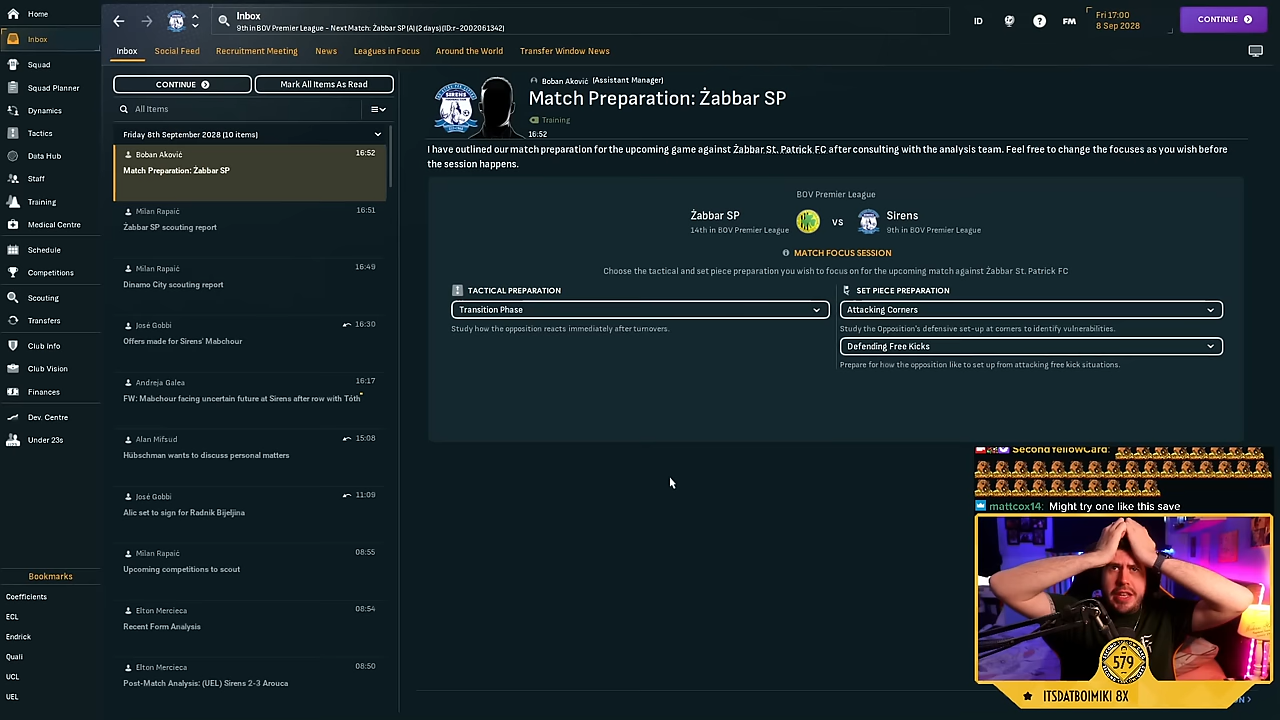 Home
Inbox
Squad
Squad Planner
Dynamics
Tactics
Data Hub
Staff
Training
Medical Centre
Schedule
Competitions
Scouting
Transfers
Club Info
Club Vision
Finances
Dev. Centre
Under 23s
Bookmarks
Coefficients
ECL
Endrick
Quali
UCL
UEL
Inbox
9th in BOV Premier League - Next Match: Żabbar SP (A) (2 days) (ID:r-2002061342)
ID
FM
Fri 17:00
8 Sep 2028
CONTINUE
Inbox
Social Feed
Recruitment Meeting
News
Leagues in Focus
Around the World
Transfer Window News
CONTINUE
Mark All Items As Read
All Items
Friday 8th September 2028 (10 items)
Boban Aković 16:52
Match Preparation: Żabbar SP
Milan Rapaić 16:51
Żabbar SP scouting report
Milan Rapaić 16:49
Dinamo City scouting report
José Gobbi 16:30
Offers made for Sirens' Mabchour
Andreja Galea 16:17
FW: Mabchour facing uncertain future at Sirens after row with Tóth
Alan Mifsud 15:08
Hübschman wants to discuss personal matters
José Gobbi 11:09
Alic set to sign for Radnik Bijeljina
Milan Rapaić 08:55
Upcoming competitions to scout
Elton Mercieca 08:54
Recent Form Analysis
Elton Mercieca 08:50
Post-Match Analysis: (UEL) Sirens 2-3 Arouca
SIRENS
Boban Aković (Assistant Manager)
Match Preparation: Żabbar SP
Training
16:52
I have outlined our match preparation for the upcoming game against Żabbar St. Patrick FC after consulting with the analysis team. Feel free to change the focuses as you wish before
the session happens.
BOV Premier League
Żabbar SP
14th in BOV Premier League
vs
Sirens
9th in BOV Premier League
MATCH FOCUS SESSION
Choose the tactical and set piece preparation you wish to focus on for the upcoming match against Żabbar St. Patrick FC
TACTICAL PREPARATION
Transition Phase
Study how the opposition reacts immediately after turnovers.
SET PIECE PREPARATION
Attacking Corners
Study the Opposition's defensive set-up at corners to identify vulnerabilities.
Defending Free Kicks
Prepare for how the opposition like to set up from attacking free kick situations.
SecondYellowCard:
mattcox14: Might try one like this save
579
ITSDATBOIMIKI 8X